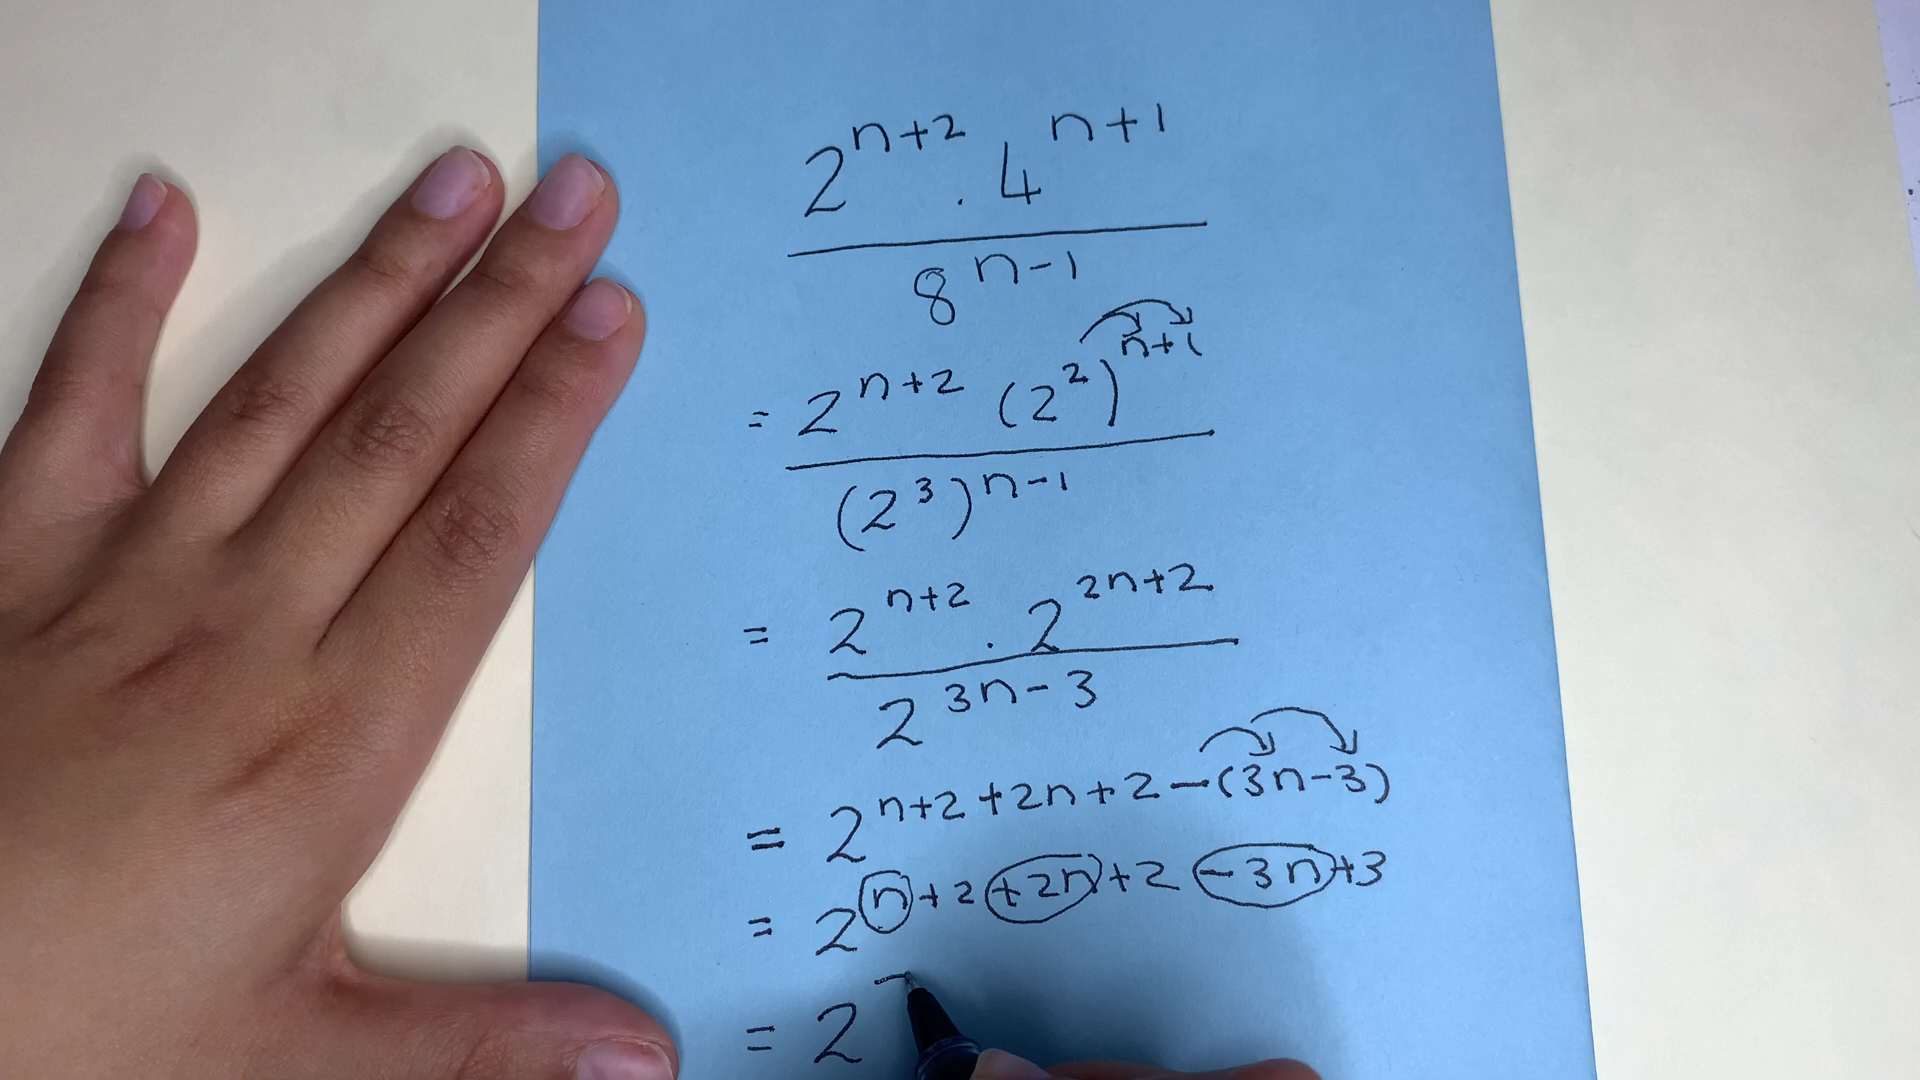 2^{n+2} . 4^{n+1}
8^{n-1}
= 2^{n+2} (2^2)^{n+1}
(2^3)^{n-1}
= 2^{n+2} . 2^{2n+2}
2^{3n-3}
= 2^{n+2+2n+2-(3n-3)}
= 2^{n+2+2n+2-3n+3}
= 2